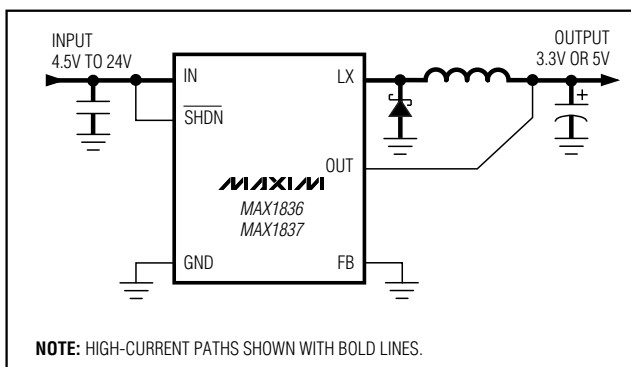 INPUT
4.5V TO 24V
OUTPUT
3.3V OR 5V
IN
LX
SHDN
OUT
MAXIM
MAX1836
MAX1837
GND
FB
+
NOTE: HIGH-CURRENT PATHS SHOWN WITH BOLD LINES.